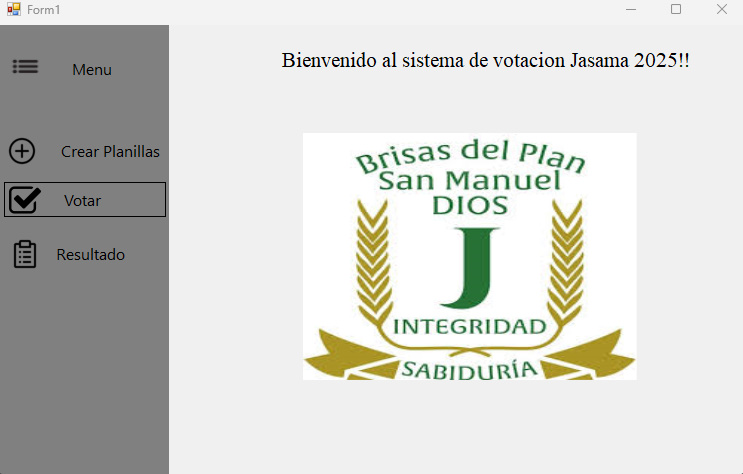 Form1
Menu
Bienvenido al sistema de votacion Jasama 2025!!
Crear Planillas
Votar
Resultado
Brisas del Plan
San Manuel
DIOS
J
INTEGRIDAD
SABIDURÍA